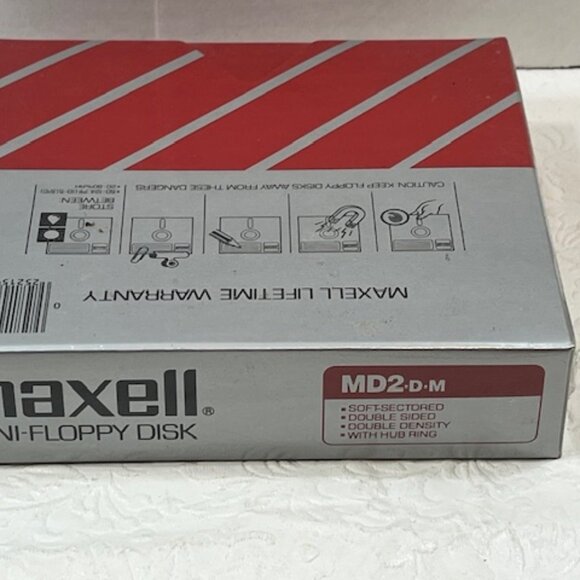 CAUTION KEEP FLOPPY DISKS AWAY FROM THESE DANGERS
STORE
BETWEEN
MAXELL LIFETIME WARRANTY
0
maxell®
NI-FLOPPY DISK
MD2-D·M
• SOFT-SECTORED
• DOUBLE SIDED
• DOUBLE DENSITY
• WITH HUB RING